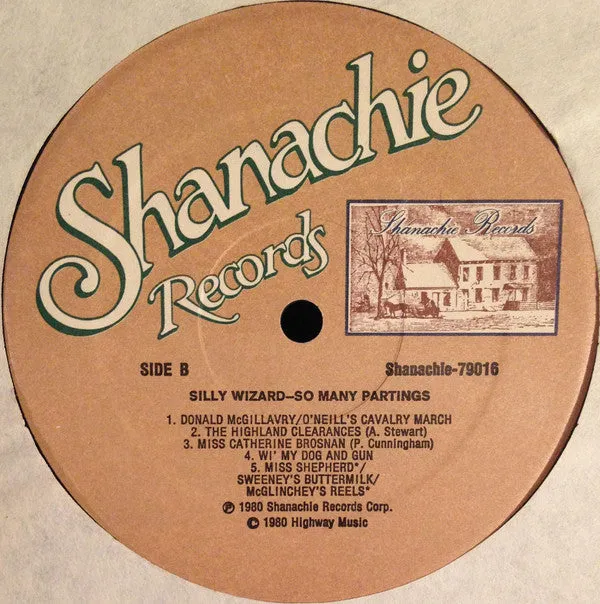 Shanachie
Records
Shanachie Records
SIDE B
Shanachie-79016
SILLY WIZARD–SO MANY PARTINGS
1. DONALD McGILLAVRY/O'NEILL'S CAVALRY MARCH
2. THE HIGHLAND CLEARANCES (A. Stewart)
3. MISS CATHERINE BROSNAN (P. Cunningham)
4. WI' MY DOG AND GUN
5. MISS SHEPHERD*/
SWEENEY'S BUTTERMILK/
McGLINCHEY'S REELS*
℗ 1980 Shanachie Records Corp.
© 1980 Highway Music